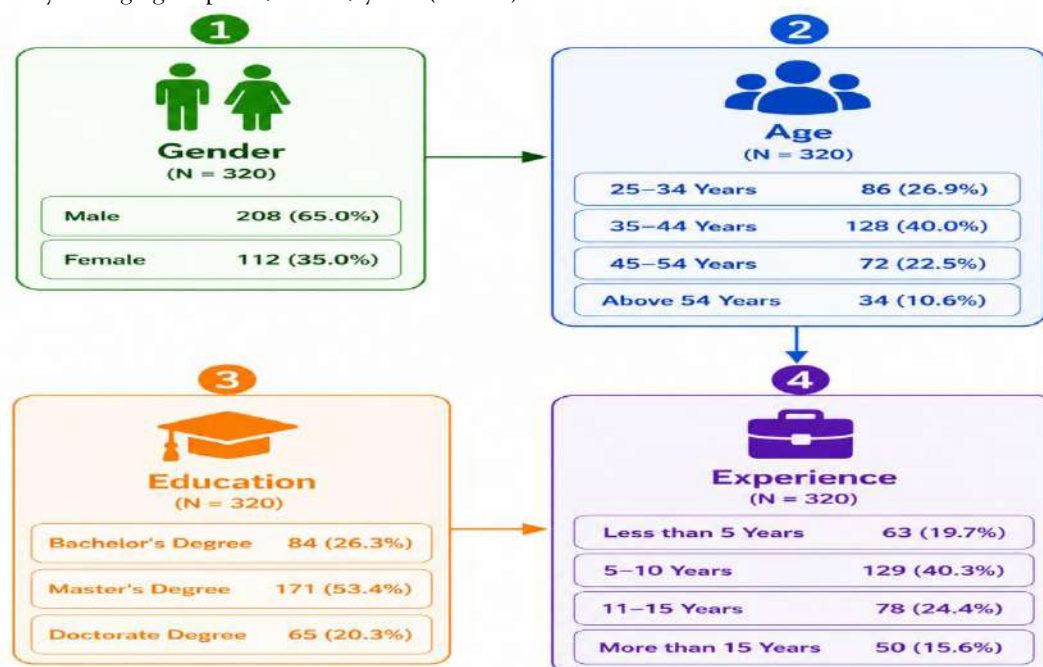 1
Gender
(N = 320)
Male 208 (65.0%)
Female 112 (35.0%)
2
Age
(N = 320)
25–34 Years 86 (26.9%)
35–44 Years 128 (40.0%)
45–54 Years 72 (22.5%)
Above 54 Years 34 (10.6%)
3
Education
(N = 320)
Bachelor's Degree 84 (26.3%)
Master's Degree 171 (53.4%)
Doctorate Degree 65 (20.3%)
4
Experience
(N = 320)
Less than 5 Years 63 (19.7%)
5–10 Years 129 (40.3%)
11–15 Years 78 (24.4%)
More than 15 Years 50 (15.6%)